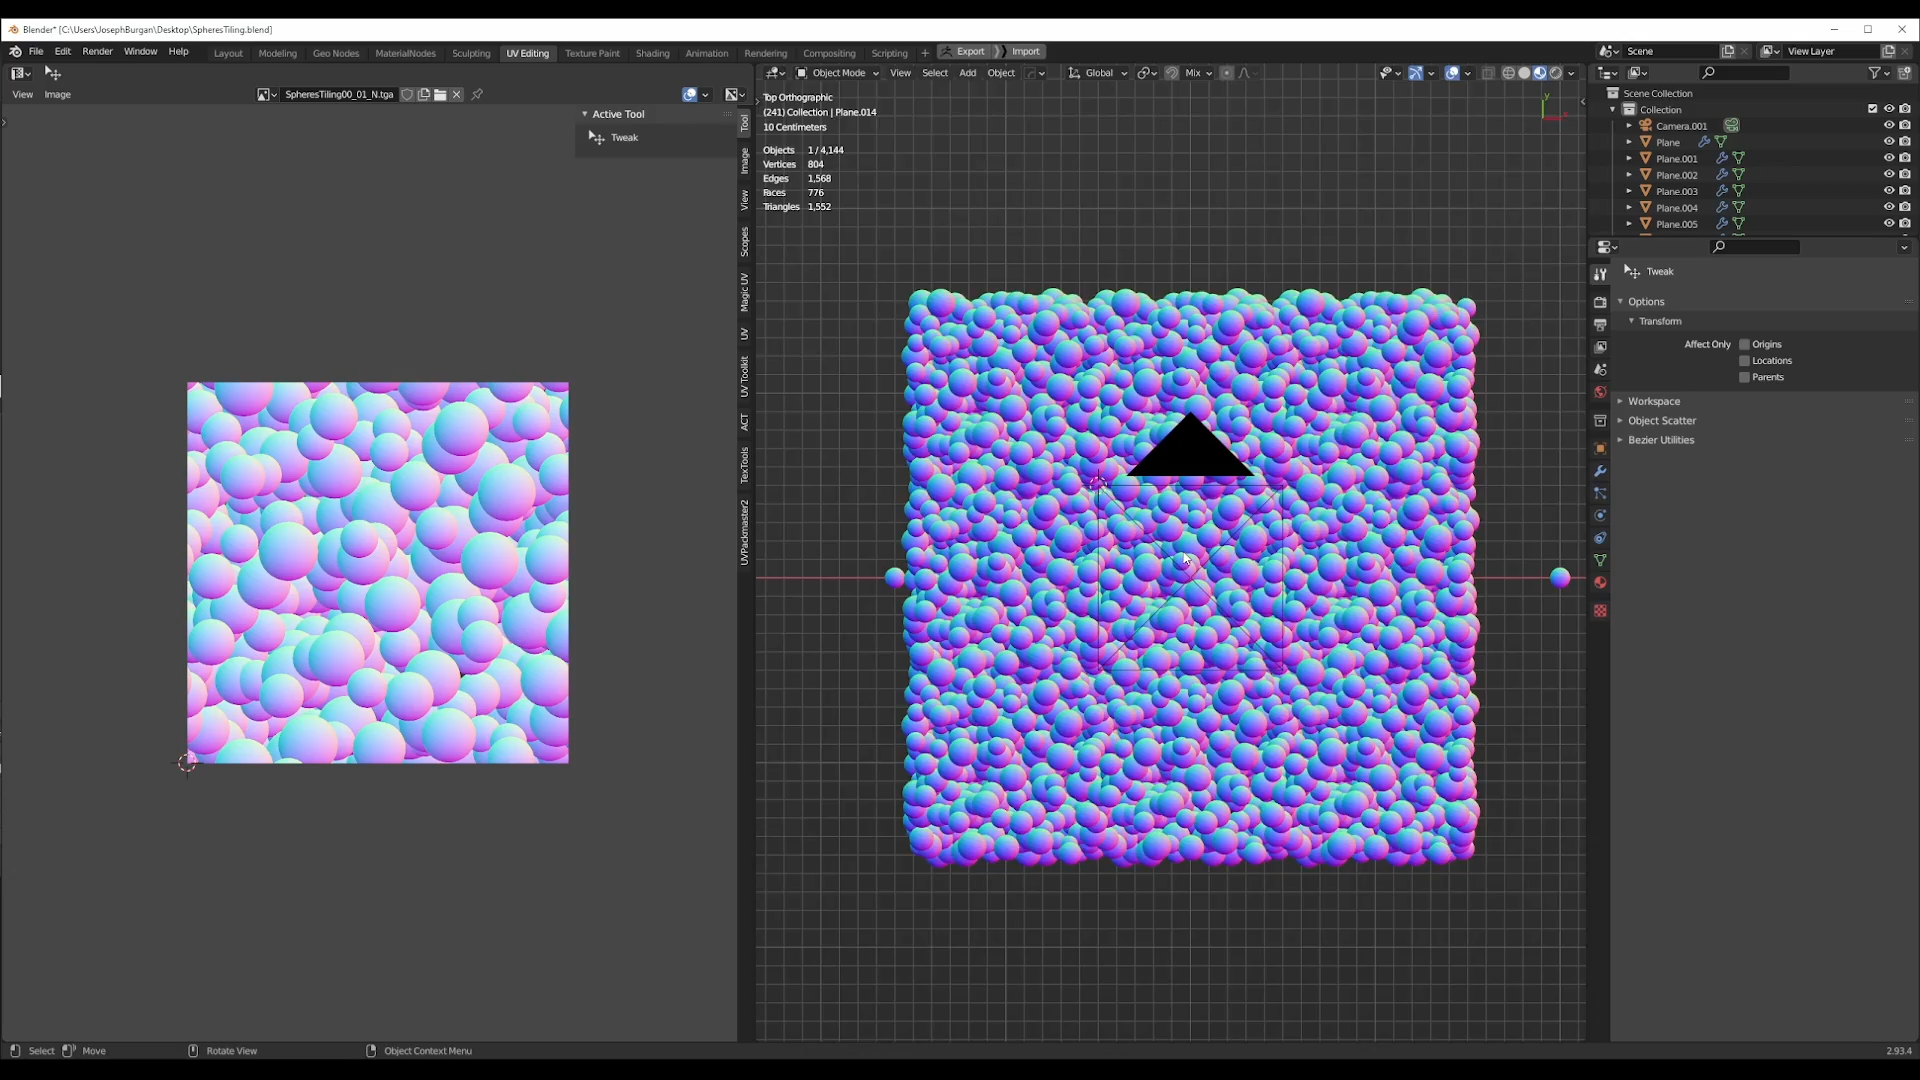 Blender* [C:\Users\JosephBurgan\Desktop\SpheresTiling.blend]
File Edit Render Window Help
Layout Modeling Geo Nodes MaterialNodes Sculpting UV Editing Texture Paint Shading Animation Rendering Compositing Scripting + Export Import
Scene
View Layer
Object Mode View Select Add Object Global Mix
View Image
SpheresTiling00_01_N.tga
Active Tool
Tweak
Tool
Image
View
Scopes
Magic UV
UV
UV Toolkit
ACT
TexTools
UVPackmaster2
Top Orthographic
(241) Collection | Plane.014
10 Centimeters
Objects 1 / 4,144
Vertices 804
Edges 1,568
Faces 776
Triangles 1,552
Y
Scene Collection
Collection
Camera.001
Plane
Plane.001
Plane.002
Plane.003
Plane.004
Plane.005
Tweak
Options
Transform
Affect Only Origins
Locations
Parents
Workspace
Object Scatter
Bezier Utilities
Select Move Rotate View Object Context Menu
2.93.4